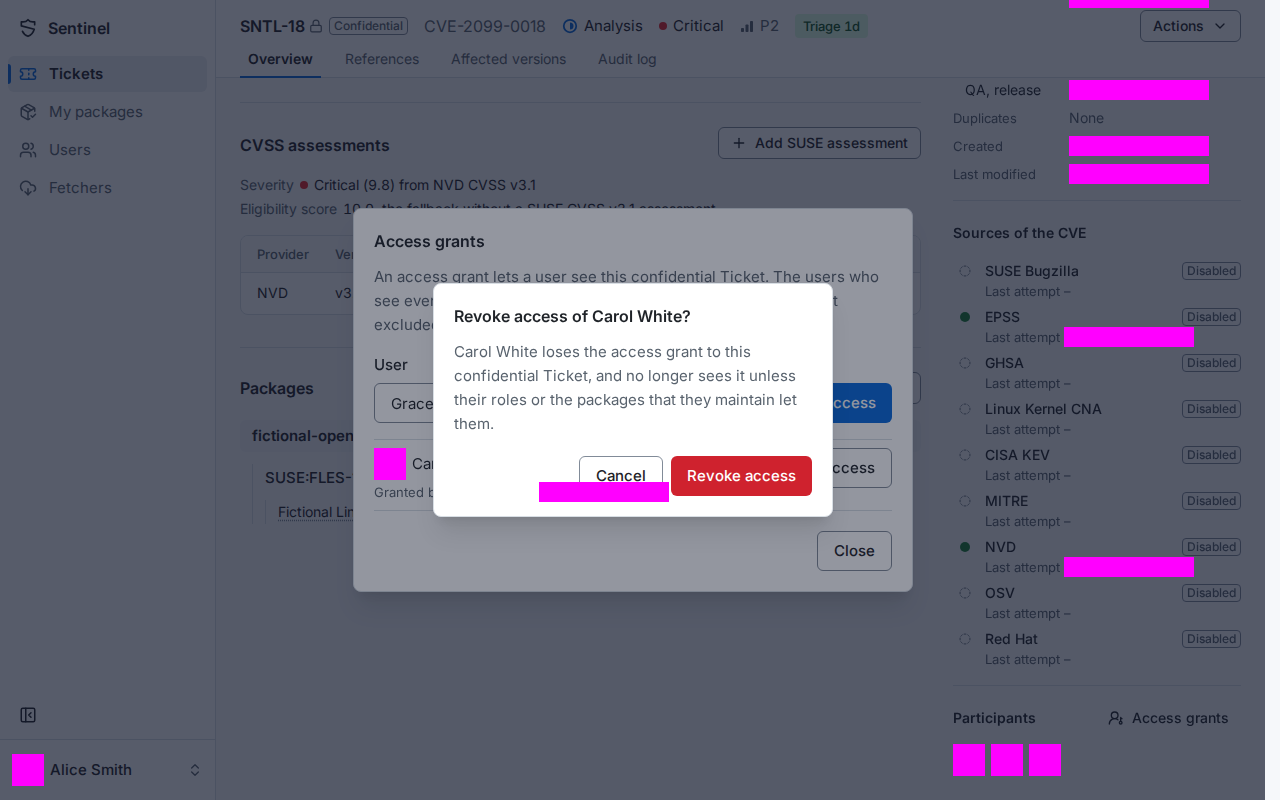 Sentinel
Tickets
My packages
Users
Fetchers
Alice Smith
SNTL-18
Confidential
CVE-2099-0018
Analysis
Critical
P2
Triage 1d
Actions
Overview
References
Affected versions
Audit log
CVSS assessments
Add SUSE assessment
Severity
Critical (9.8) from NVD CVSS v3.1
Eligibility score
Provider
NVD
v3
Packages
SUSE:FLES-
Access grants
An access grant lets a user see this confidential Ticket. The users who
see
User
Grace
Granted
Close
Revoke access of Carol White?
Carol White loses the access grant to this
confidential Ticket, and no longer sees it unless
their roles or the packages that they maintain let
them.
Cancel
Revoke access
QA, release
Duplicates
None
Created
Last modified
Sources of the CVE
SUSE Bugzilla
Disabled
Last attempt –
EPSS
Disabled
Last attempt
GHSA
Disabled
Last attempt –
Linux Kernel CNA
Disabled
Last attempt –
CISA KEV
Disabled
Last attempt –
MITRE
Disabled
Last attempt –
NVD
Disabled
Last attempt
OSV
Disabled
Last attempt –
Red Hat
Disabled
Last attempt –
Participants
Access grants